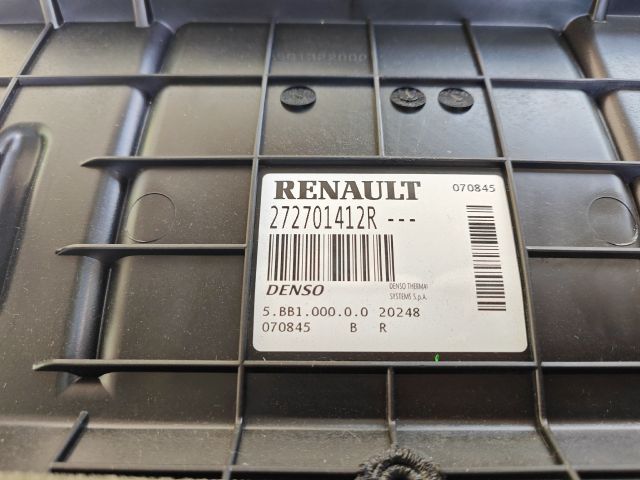 RENAULT 070845
272701412R ---
DENSO
DENSO THERMAL
SYSTEMS S.p.A.
5.BB1.000.0.0 20248
070845 B R